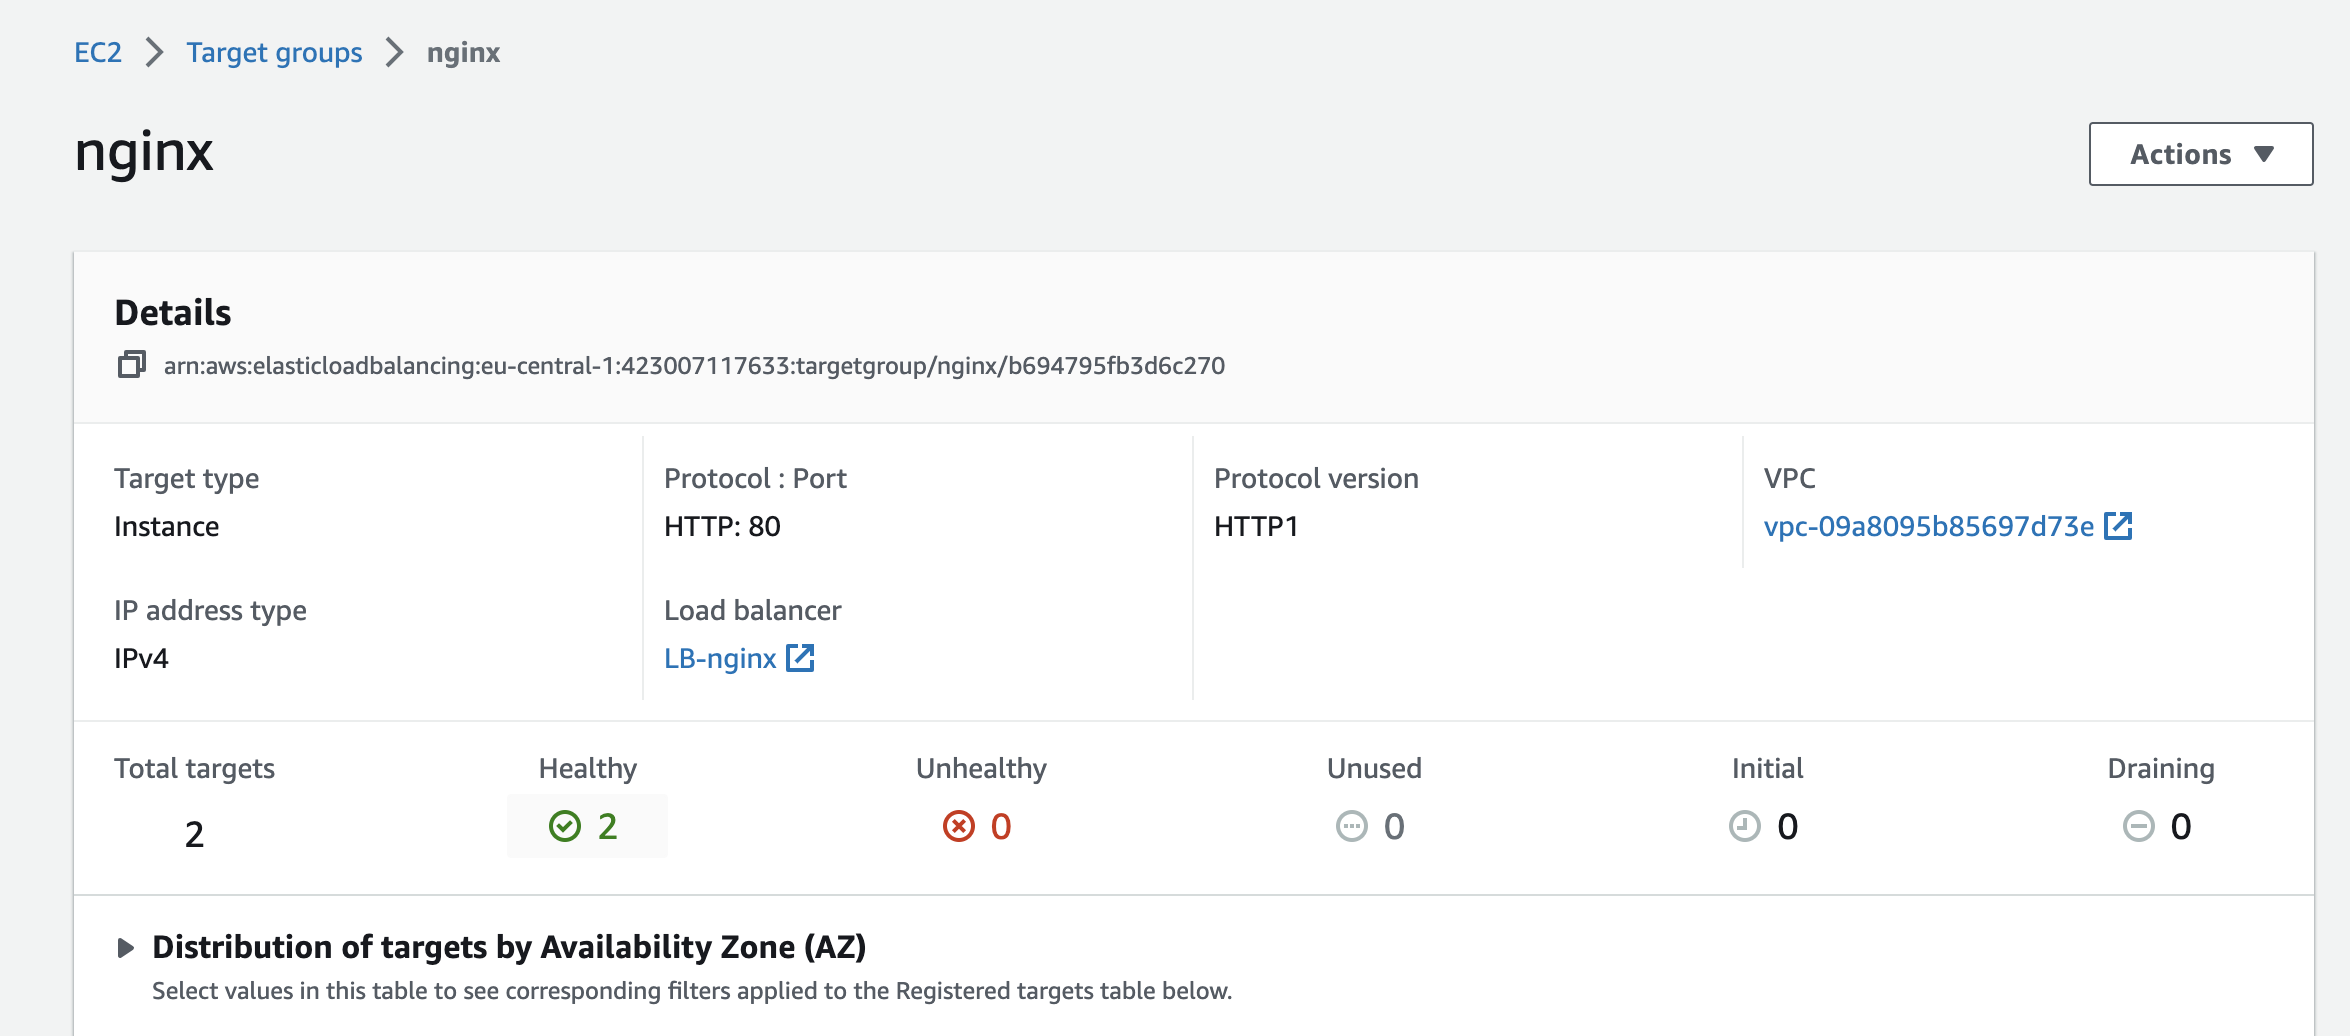 EC2 > Target groups > nginx
nginx
Actions
Details
arn:aws:elasticloadbalancing:eu-central-1:423007117633:targetgroup/nginx/b694795fb3d6c270
Target type
Instance
Protocol : Port
HTTP: 80
Protocol version
HTTP1
VPC
vpc-09a8095b85697d73e
IP address type
IPv4
Load balancer
LB-nginx
Total targets
2
Healthy
2
Unhealthy
0
Unused
0
Initial
0
Draining
0
Distribution of targets by Availability Zone (AZ)
Select values in this table to see corresponding filters applied to the Registered targets table below.